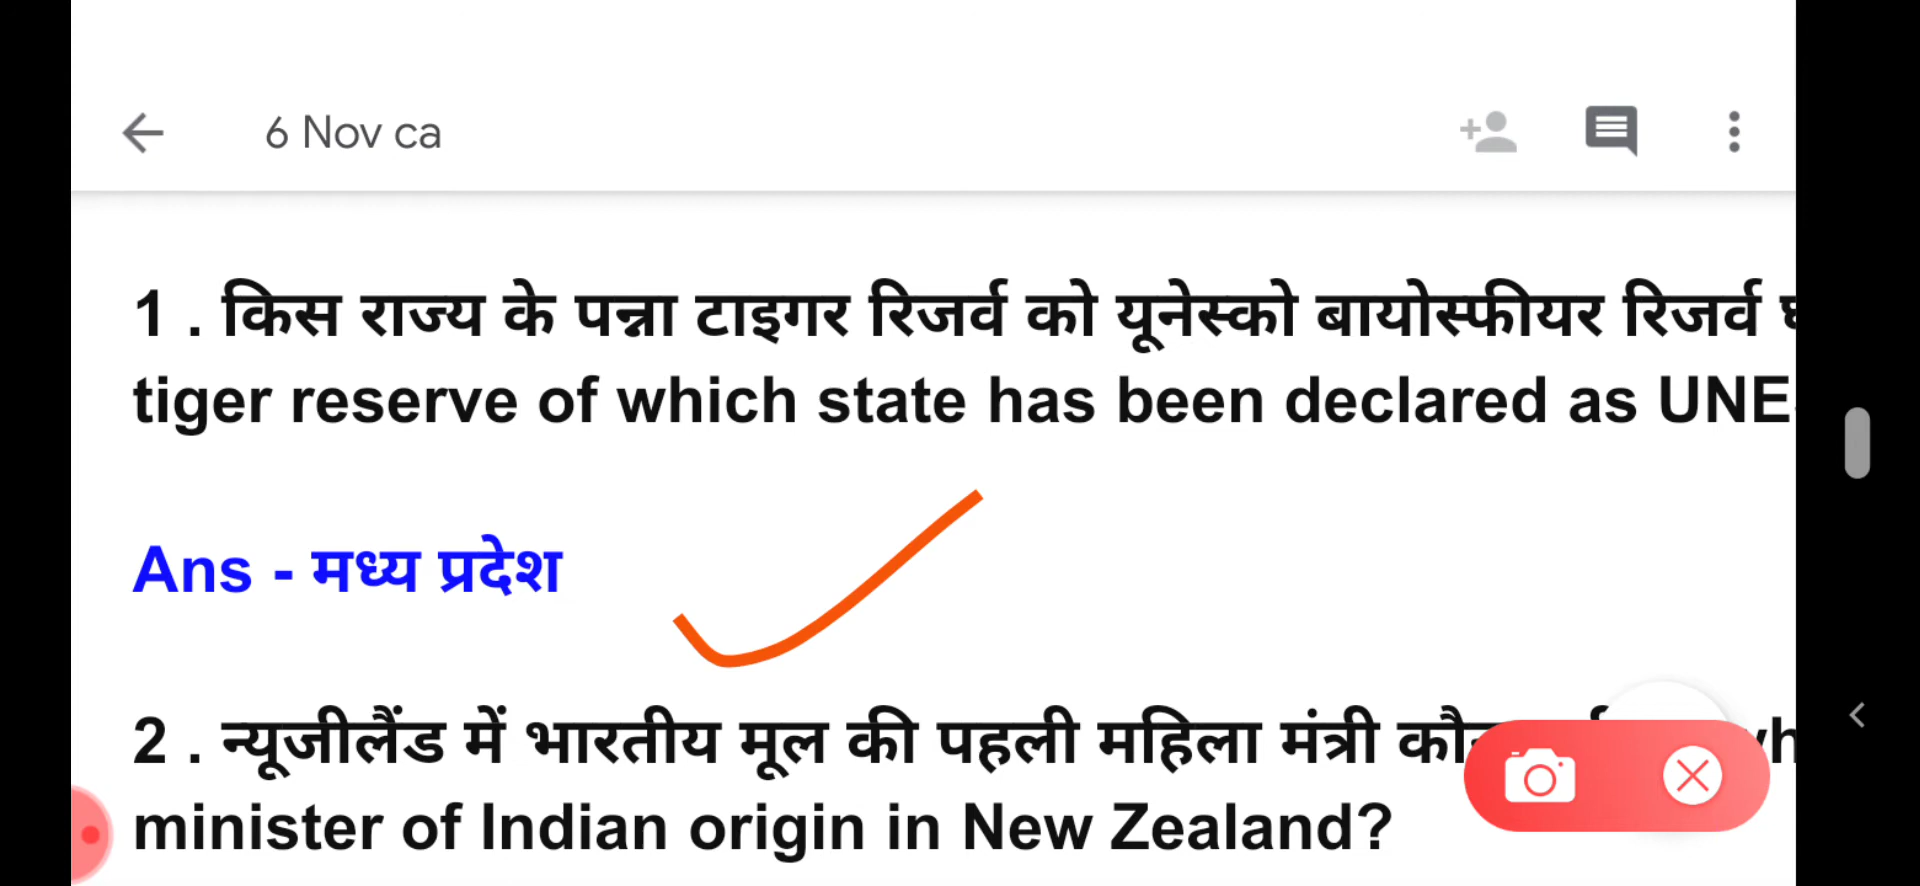 6 Nov ca
1 . किस राज्य के पन्ना टाइगर रिजर्व को यूनेस्को बायोस्फीयर रिजर्व
tiger reserve of which state has been declared as
Ans - मध्य प्रदेश
2 . न्यूजीलैंड में भारतीय मूल की पहली महिला मंत्री
minister of Indian origin in New Zealand?